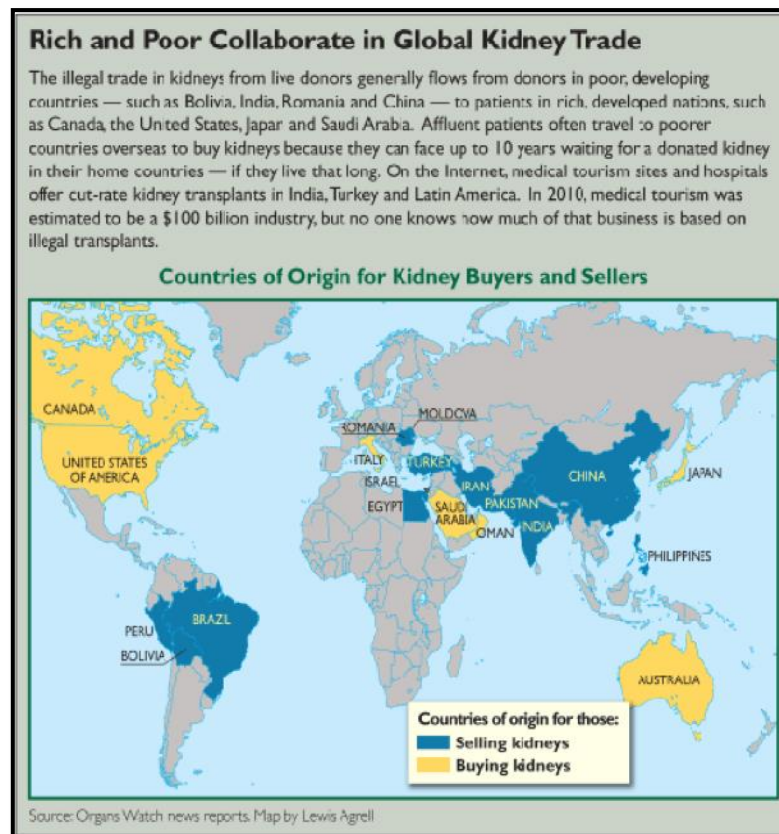 Rich and Poor Collaborate in Global Kidney Trade
The illegal trade in kidneys from live donors generally flows from donors in poor, developing
countries — such as Bolivia, India, Romania and China — to patients in rich, developed nations, such
as Canada, the United States, Japar and Saudi Arabia. Affluent patients often travel to poorer
countries overseas to buy kidneys because they can face up to 10 years waiting for a donated kidney
in their home countries — if they live that long. On the Internet, medical tourism sites and hospitals
offer cut-rate kidney transplants in India, Turkey and Latin America. In 2010, medical tourism was
estimated to be a $100 billion industry, but no one knows how much of that business is based on
illegal transplants.
Countries of Origin for Kidney Buyers and Sellers
CANADA
UNITED STATES
OF AMERICA
MOLDOVA
ROMANIA
ITALY
TURKEY
ISRAEL
EGYPT
IRAN
SAUDI
ARABIA
OMAN
PAKISTAN
INDIA
CHINA
JAPAN
PHILIPPINES
PERU
BRAZIL
BOLIVIA
AUSTRALIA
Countries of origin for those:
Selling kidneys
Buying kidneys
Source: Organs Watch news reports. Map by Lewis Agrell